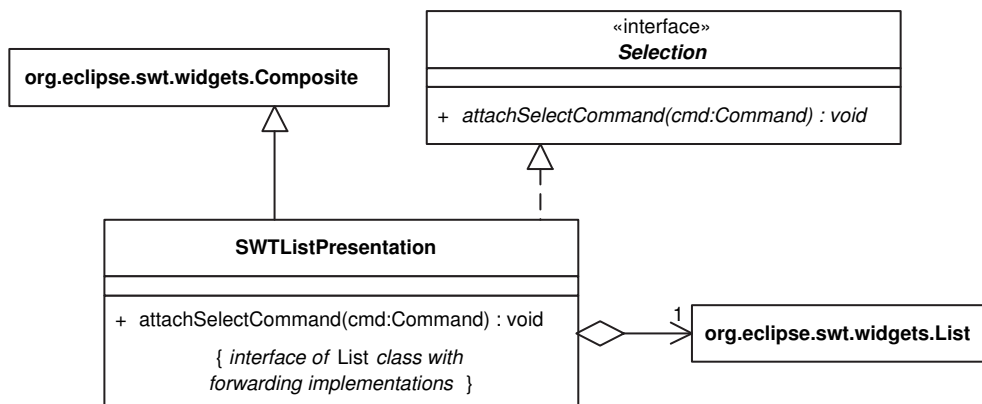 «interface»
Selection
org.eclipse.swt.widgets.Composite
+ attachSelectCommand(cmd:Command) : void
SWTListPresentation
+ attachSelectCommand(cmd:Command) : void
{ interface of List class with
forwarding implementations }
1
org.eclipse.swt.widgets.List